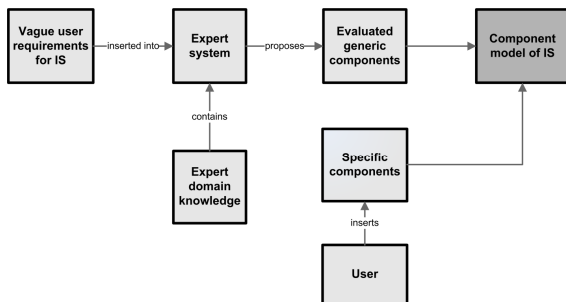 Vague user
requirements
for IS
inserted into
Expert
system
proposes
Evaluated
generic
components
Component
model of IS
contains
Expert
domain
knowledge
Specific
components
inserts
User